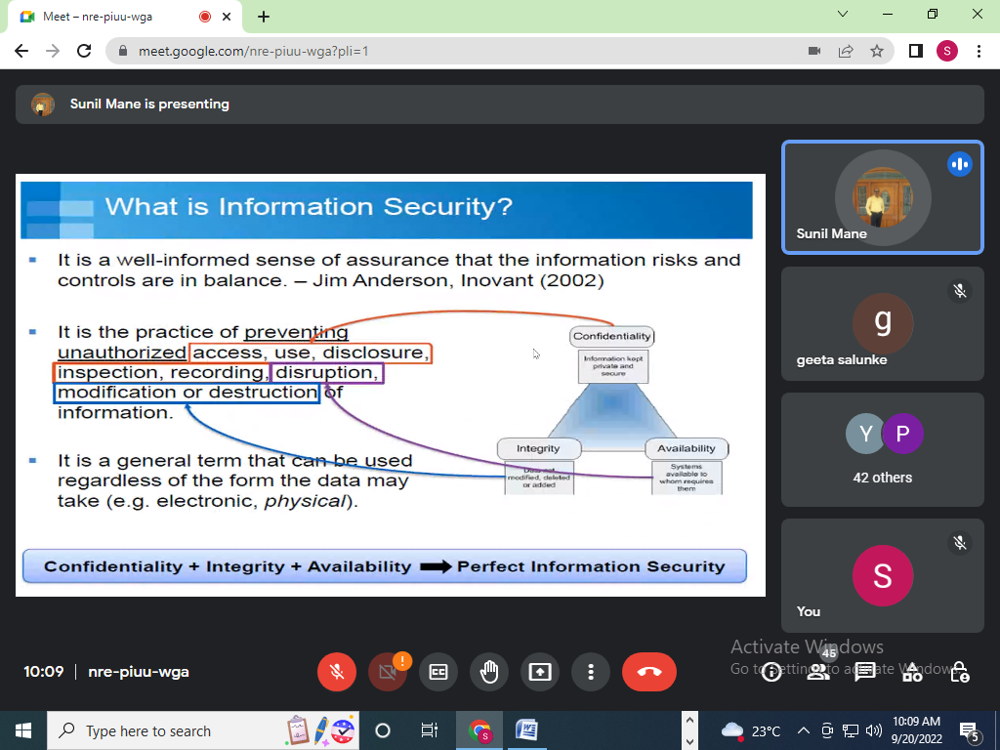 Meet – nre-piuu-wga
meet.google.com/nre-piuu-wga?pli=1
S
Sunil Mane is presenting
What is Information Security?
It is a well-informed sense of assurance that the information risks and
controls are in balance. – Jim Anderson, Inovant (2002)
It is the practice of preventing
unauthorized access, use, disclosure,
inspection, recording, disruption,
modification or destruction of
information.
It is a general term that can be used
regardless of the form the data may
take (e.g. electronic, physical).
Confidentiality
Information kept
private and
secure
Integrity
Data not
modified, deleted
or added
Availability
Systems
available to
whom requires
them
Confidentiality + Integrity + Availability ➡ Perfect Information Security
Sunil Mane
g
geeta salunke
Y P
42 others
S
You
Activate Windows
Go to Settings to activate Windows.
45
10:09 | nre-piuu-wga
!
CC
Type here to search
S
W
23°C
10:09 AM
9/20/2022
5